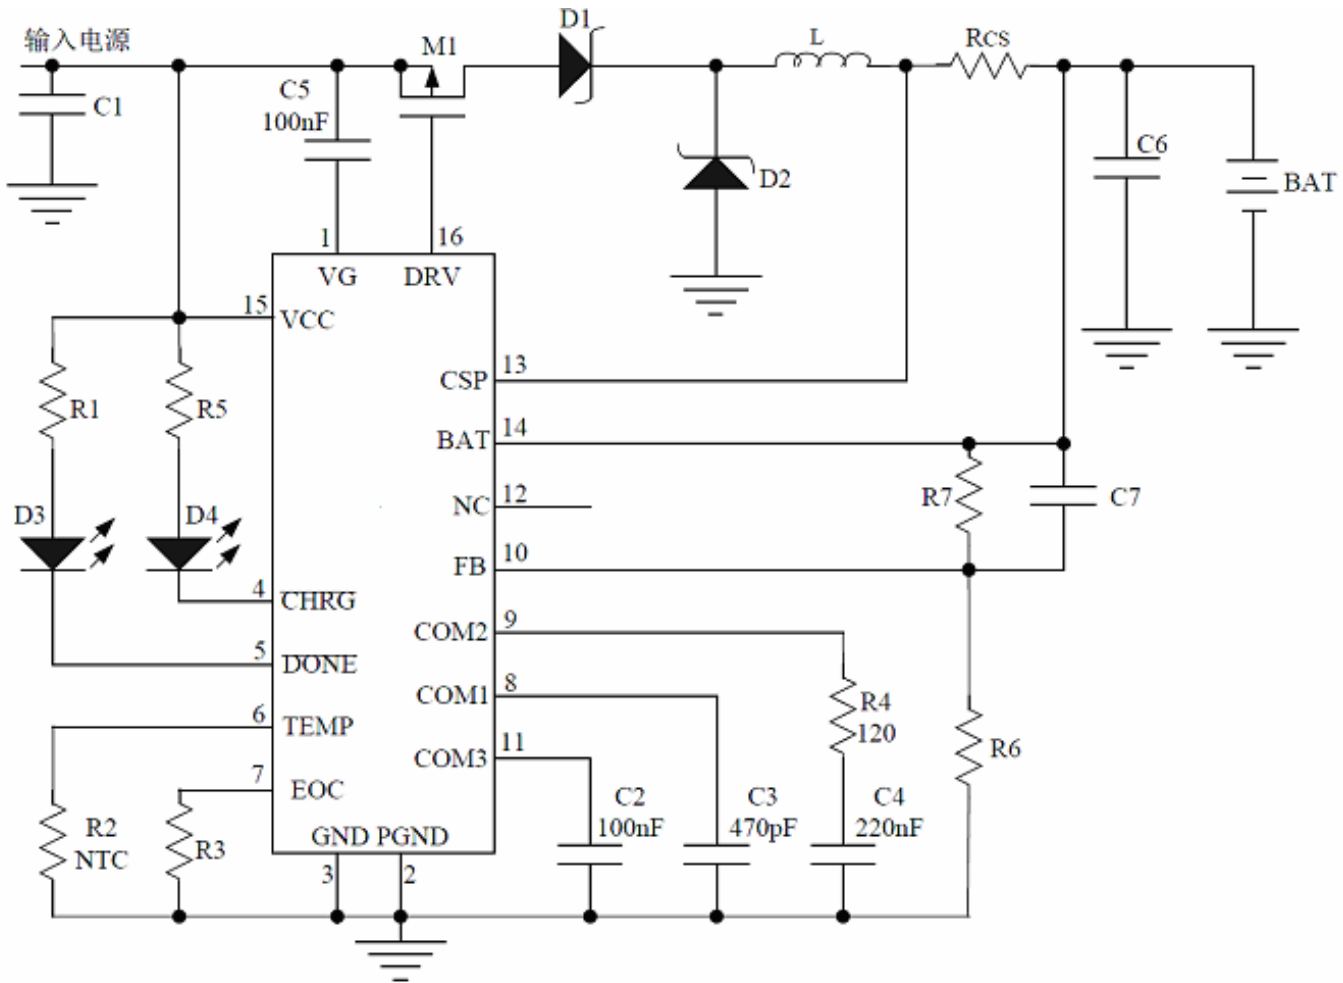 输入电源
D1
M1
L
RCS
C1
C5
100nF
C6
D2
BAT
1
16
VG
DRV
15
VCC
13
CSP
R1
R5
14
BAT
R7
C7
12
NC
D3
D4
10
FB
4
CHRG
9
COM2
5
DONE
8
COM1
R4
120
6
TEMP
11
COM3
R6
7
EOC
C2
100nF
C3
470pF
C4
220nF
R2
NTC
R3
GND PGND
3
2